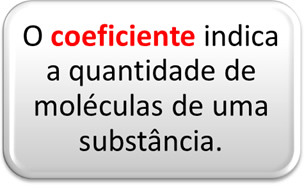 O coeficiente indica
a quantidade de
moléculas de uma
substância.